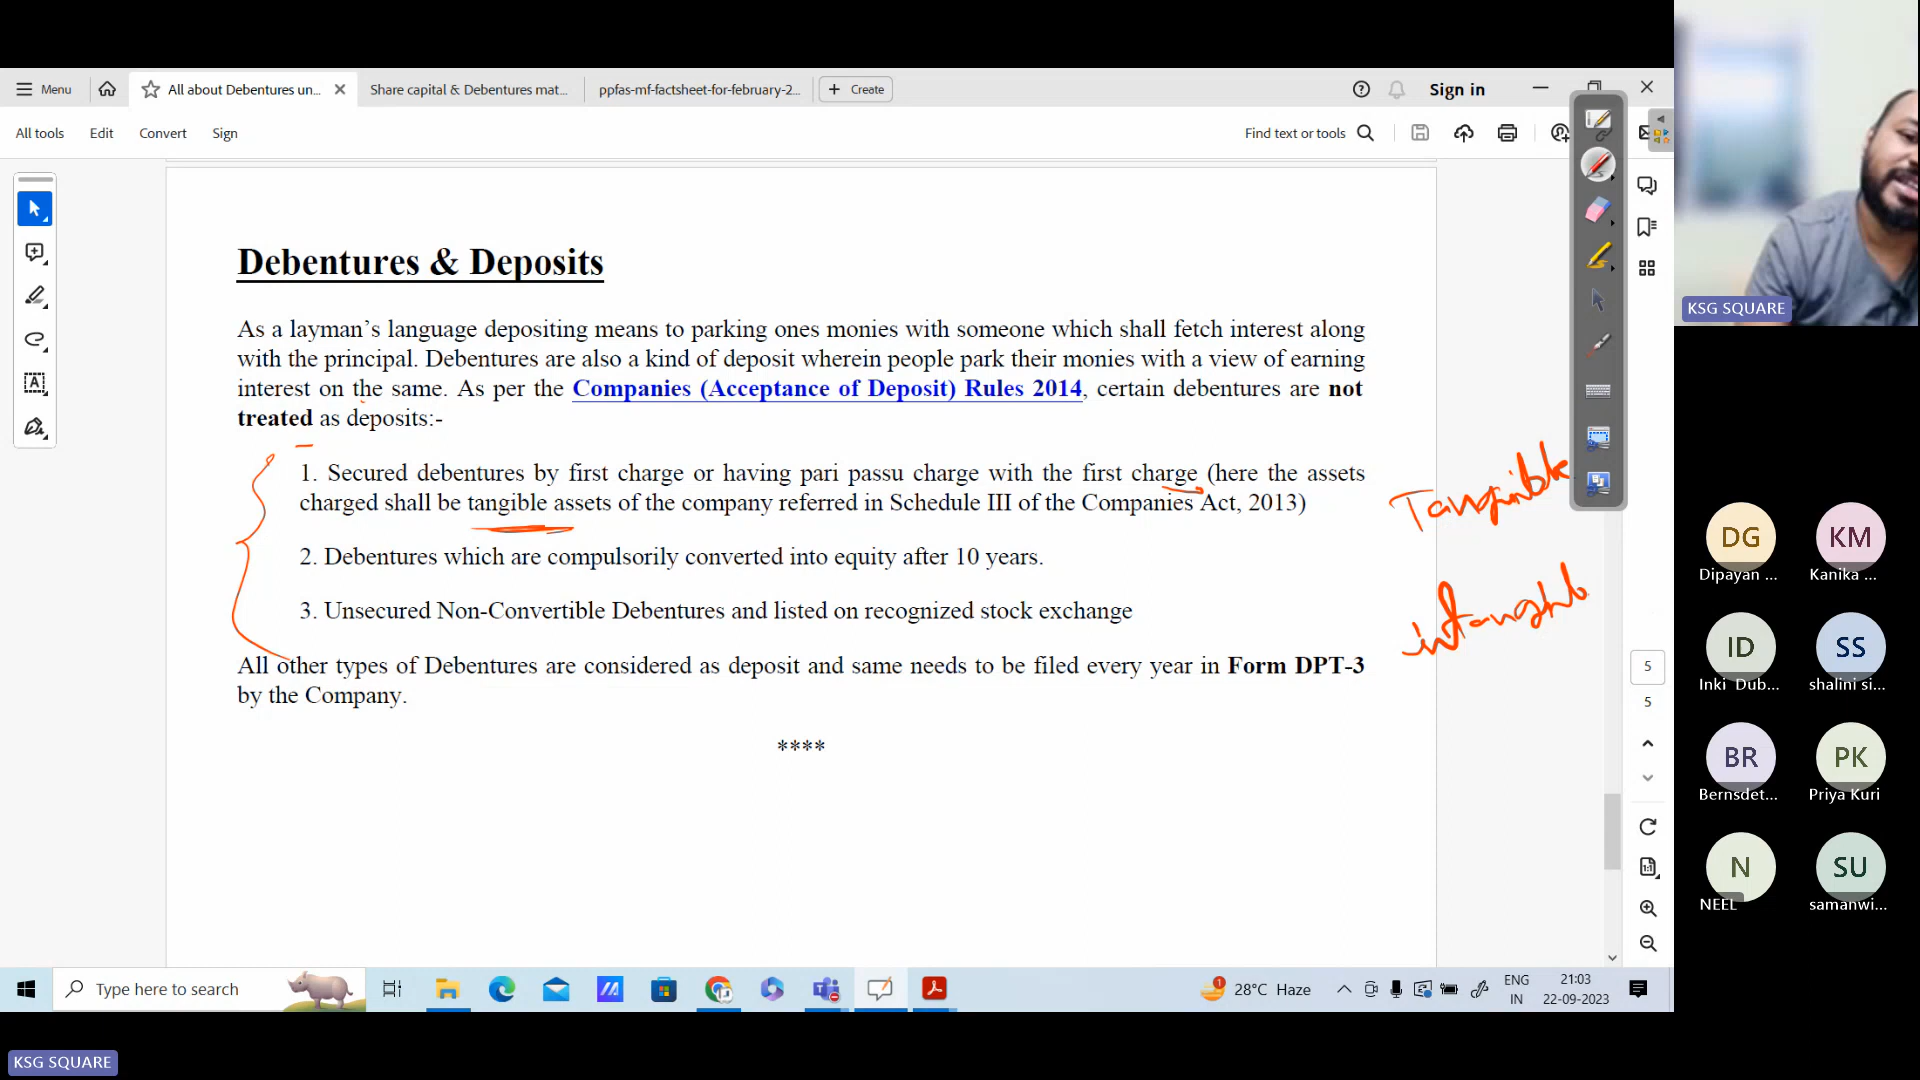 Menu
All about Debentures un...
Share capital & Debentures mat...
ppfas-mf-factsheet-for-february-2...
Create
Sign in
All tools
Edit
Convert
Sign
Find text or tools
Debentures & Deposits
As a layman's language depositing means to parking ones monies with someone which shall fetch interest along
with the principal. Debentures are also a kind of deposit wherein people park their monies with a view of earning
interest on the same. As per the Companies (Acceptance of Deposit) Rules 2014, certain debentures are not
treated as deposits:-
1. Secured debentures by first charge or having pari passu charge with the first charge (here the assets
charged shall be tangible assets of the company referred in Schedule III of the Companies Act, 2013)
2. Debentures which are compulsorily converted into equity after 10 years.
3. Unsecured Non-Convertible Debentures and listed on recognized stock exchange
All other types of Debentures are considered as deposit and same needs to be filed every year in Form DPT-3
by the Company.
****
5
5
KSG SQUARE
DG
Dipayan ...
KM
Kanika ...
ID
Inki Dub...
SS
shalini si...
BR
Bernsdet...
PK
Priya Kuri
N
NEEL
SU
samanwi...
Type here to search
1
28°C Haze
ENG
IN
21:03
22-09-2023
KSG SQUARE